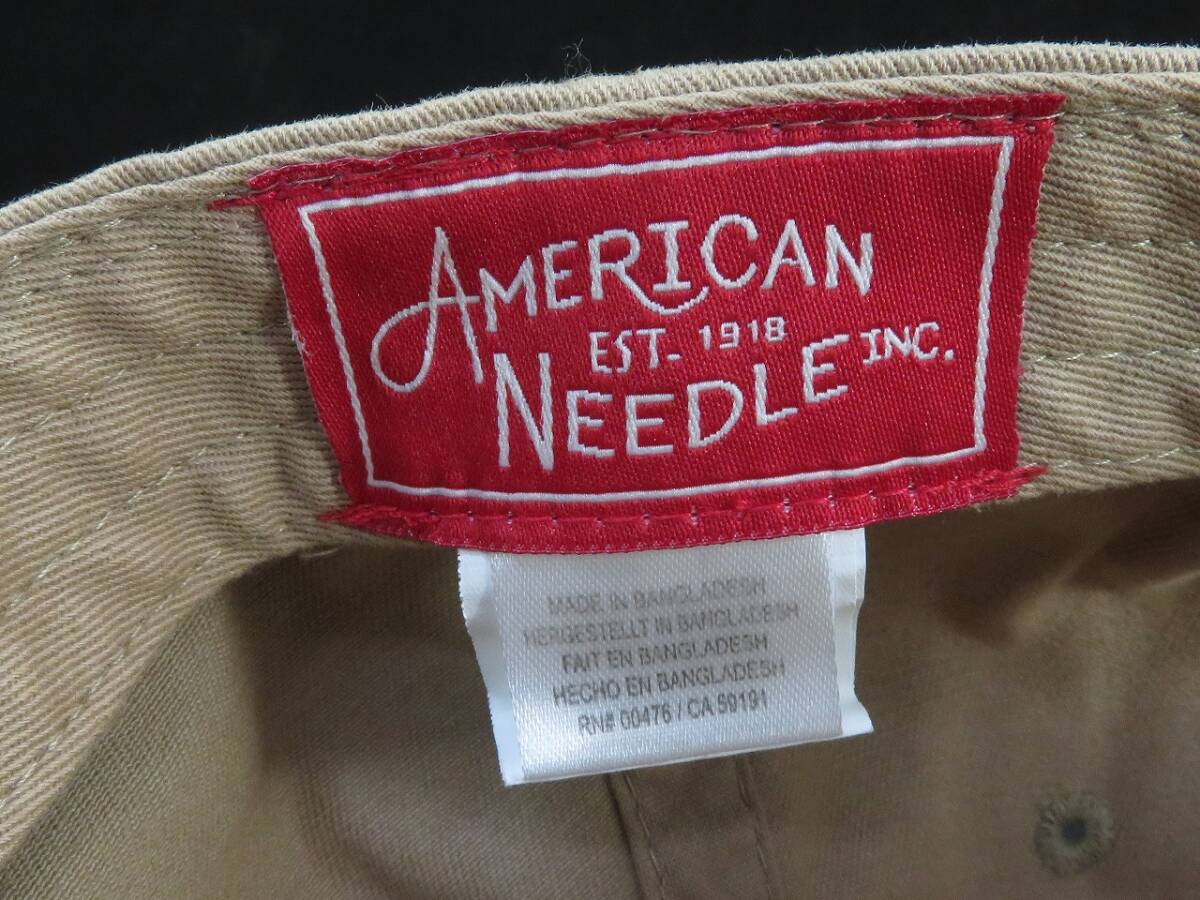 AMERICAN
EST. 1918
NEEDLE INC.
MADE IN BANGLADESH
HERGESTELLT IN BANGLADESH
FAIT EN BANGLADESH
HECHO EN BANGLADESH
RN# 00476 / CA 59191